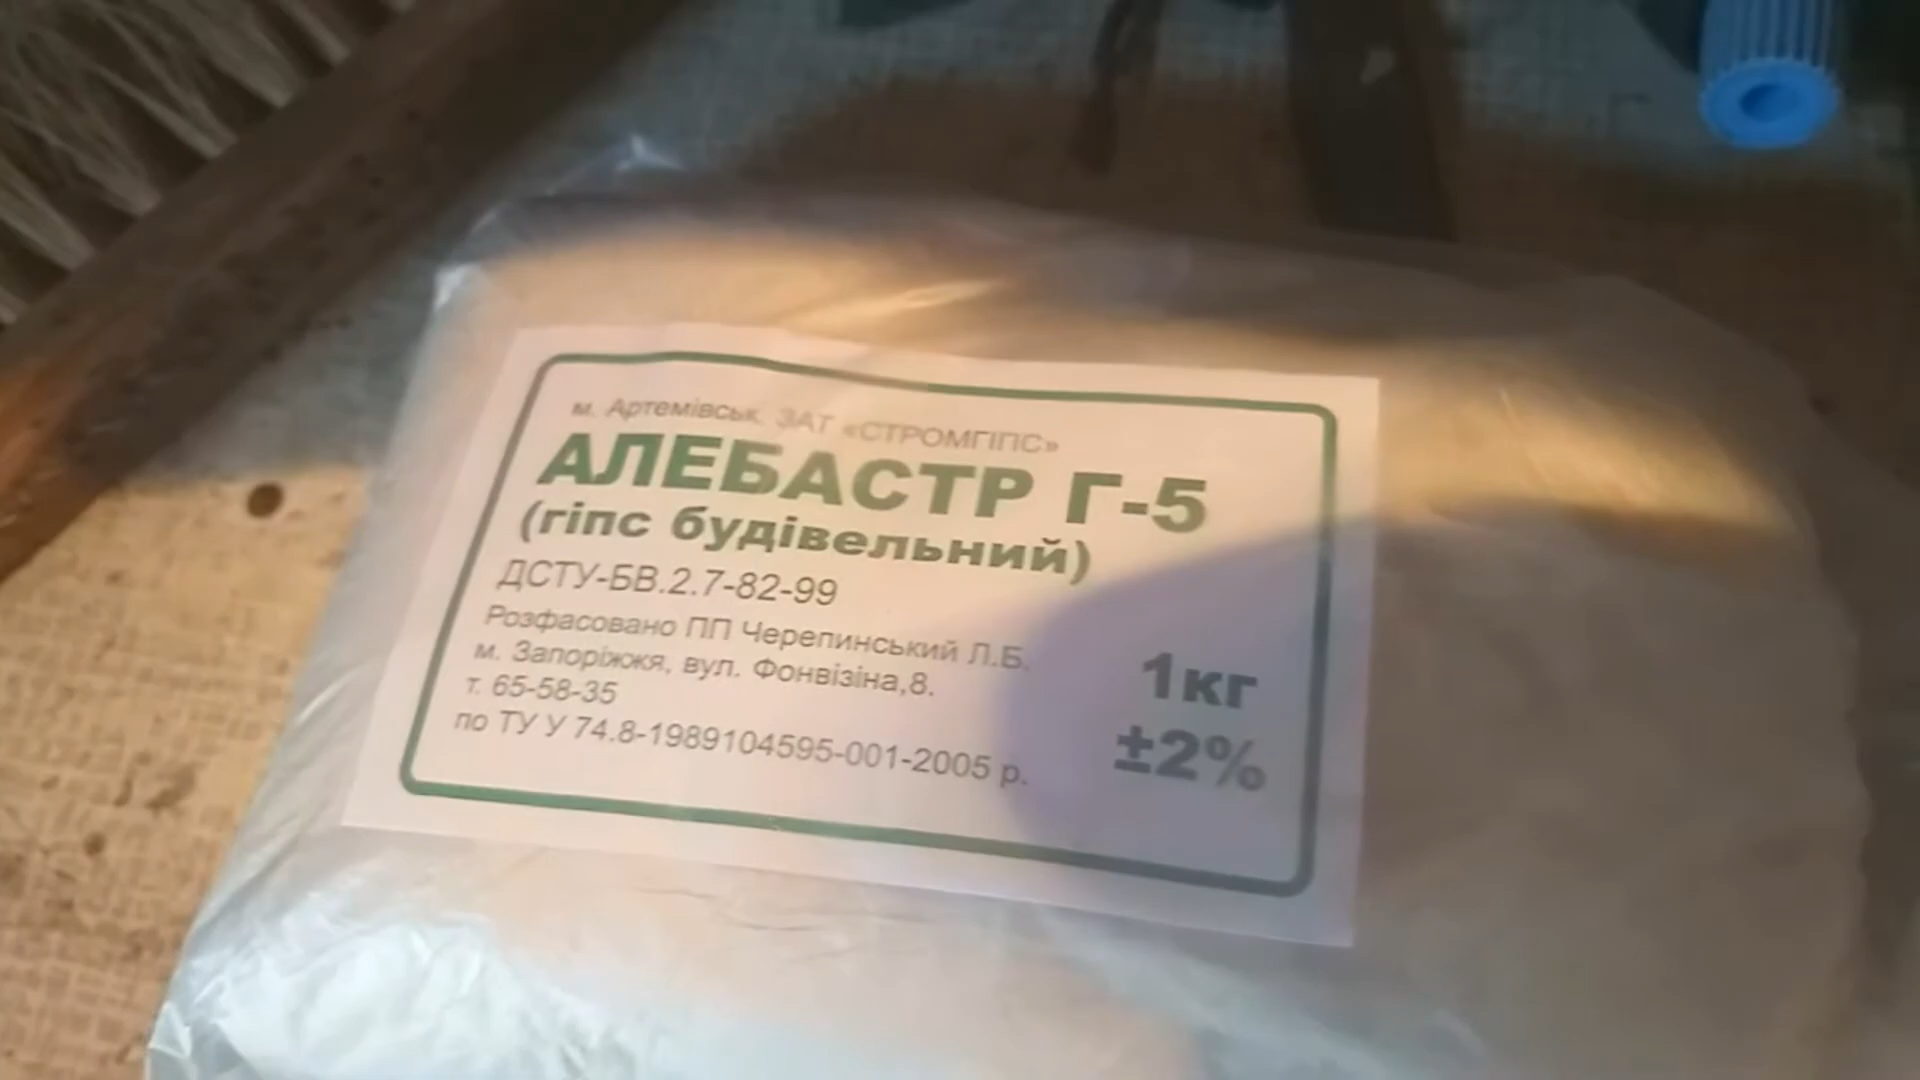 м. Артемівськ. ЗАТ «СТРОМГІПС»
АЛЕБАСТР Г-5
(гіпс будівельний)
ДСТУ-БВ.2.7-82-99
Розфасовано ПП Черепинський Л.Б.
м. Запоріжжя, вул. Фонвізіна,8.
т. 65-58-35
по ТУ У 74.8-1989104595-001-2005 р.
1кг
±2%